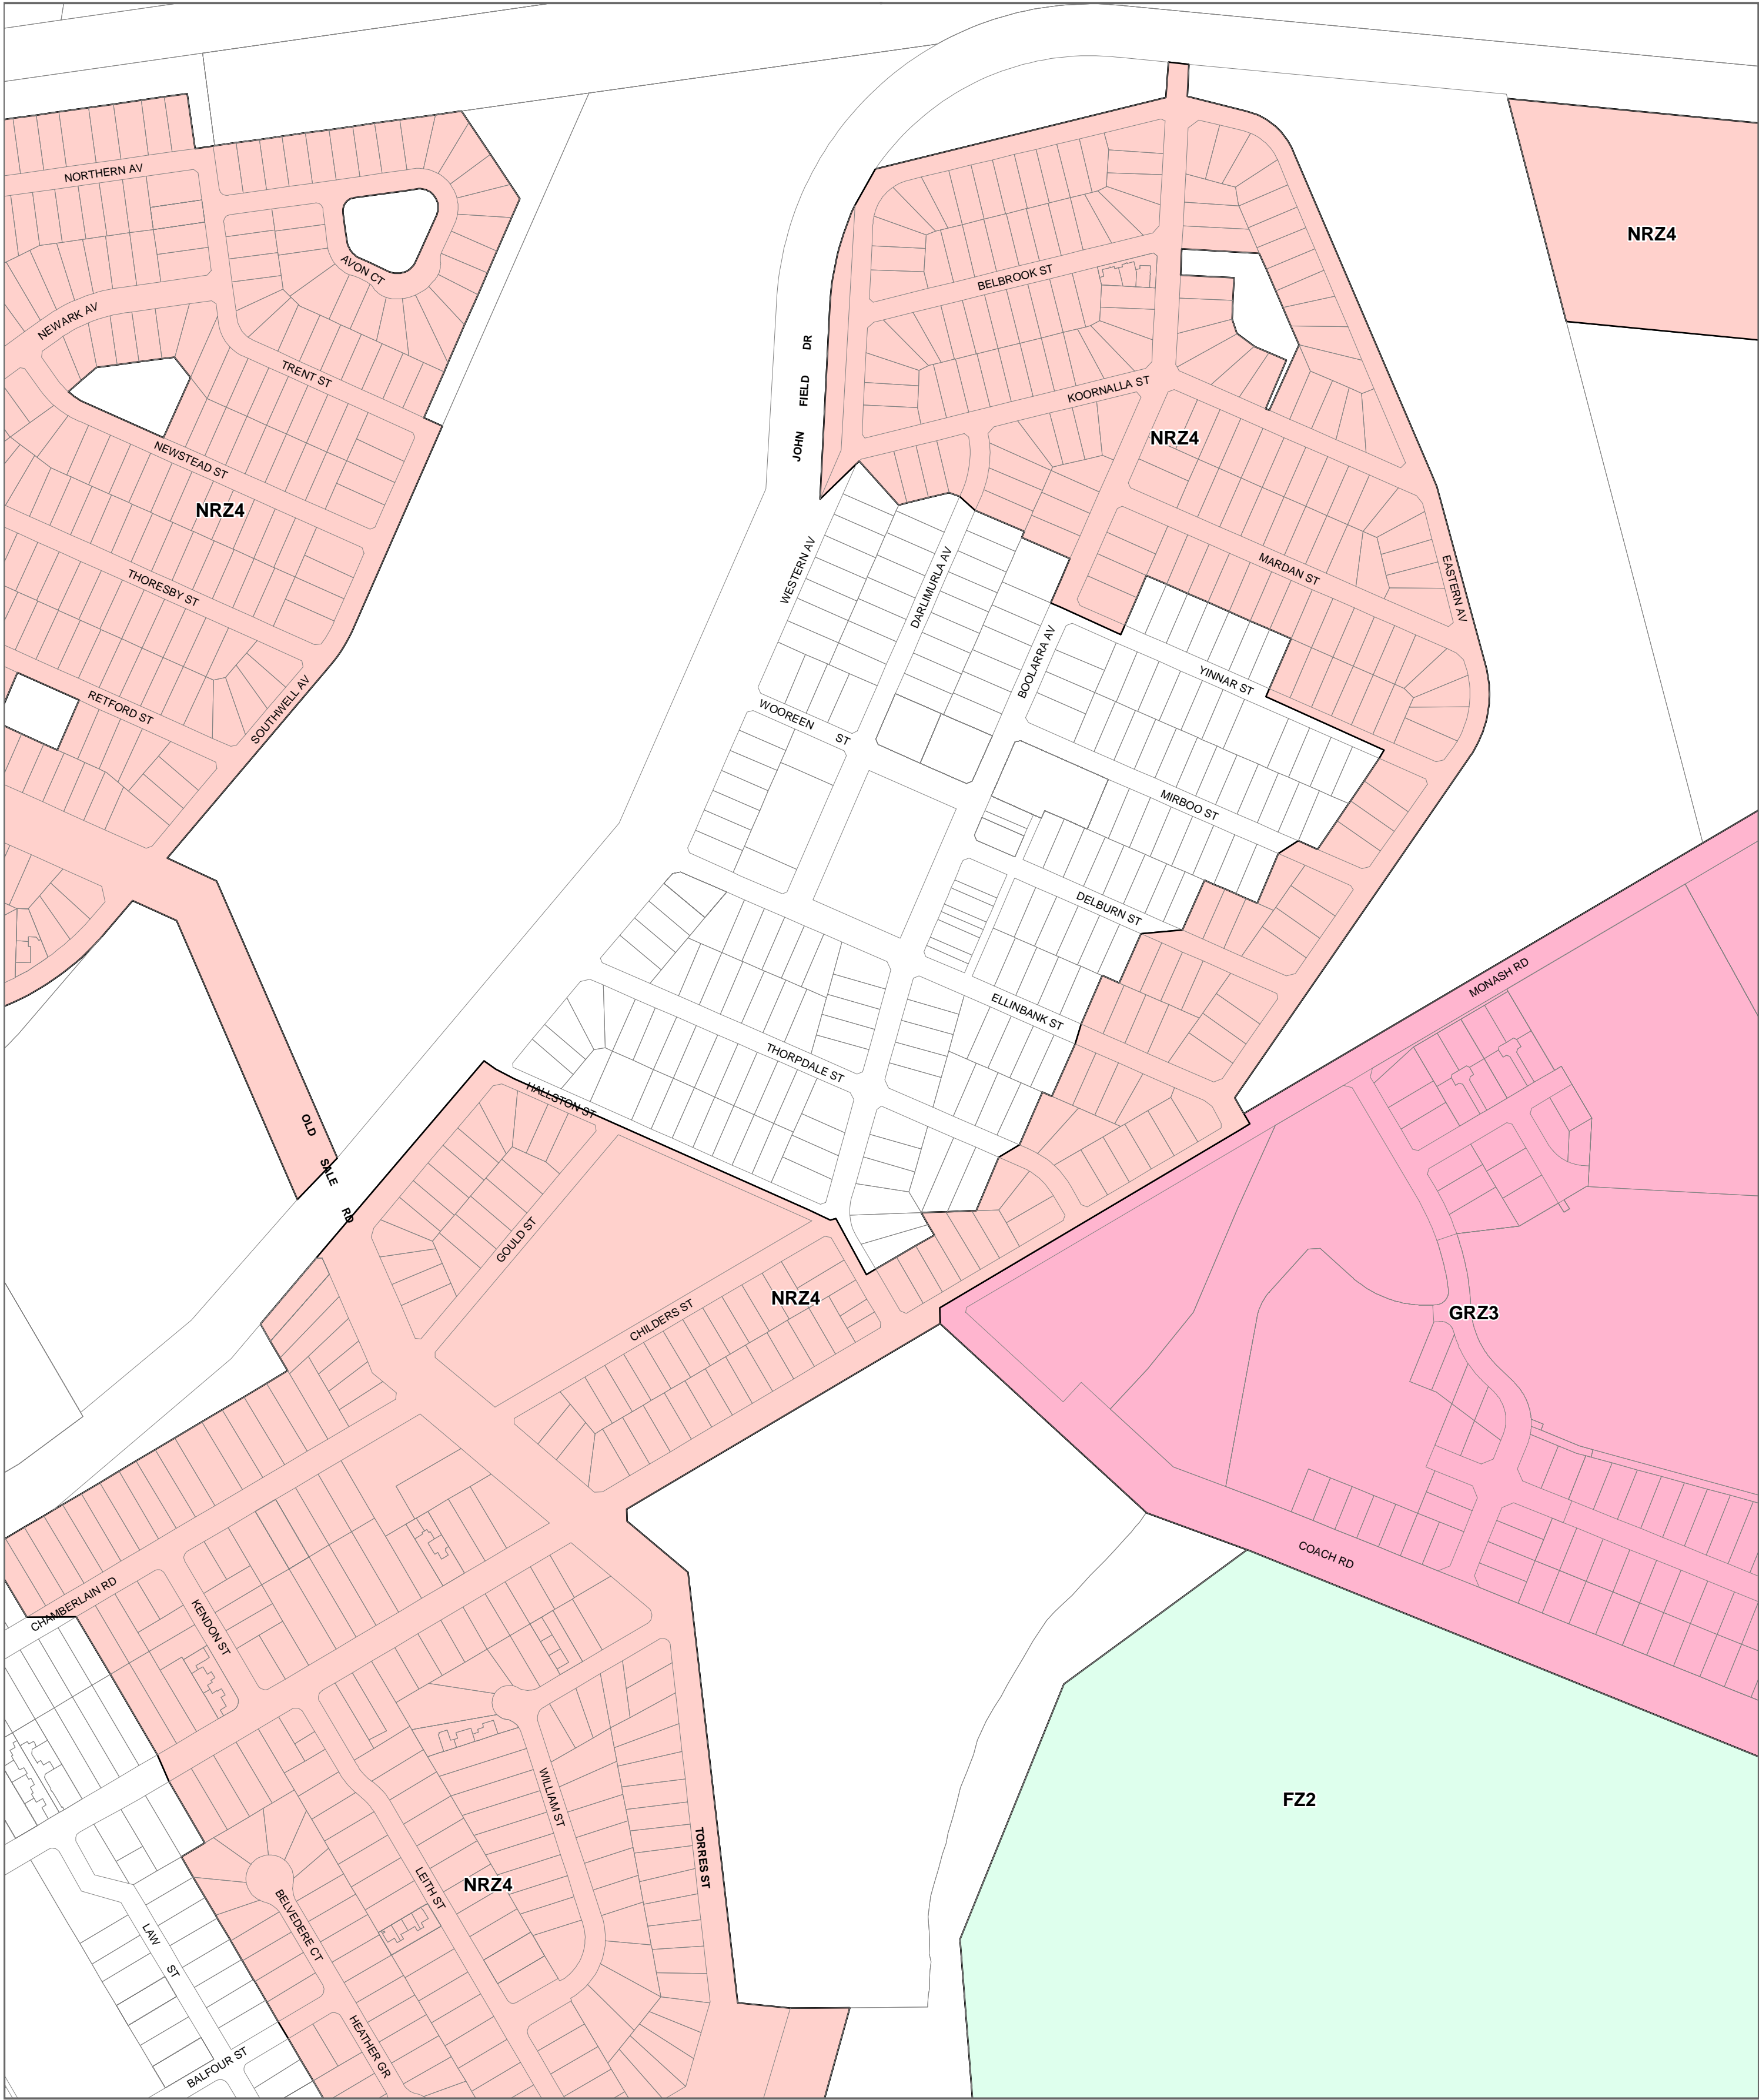 NORTHERN AV
AVON CT
NEWARK AV
TRENT ST
NEWSTEAD ST
NRZ4
THORESBY ST
RETFORD ST
SOUTHWELL AV
OLD SALE RD
JOHN FIELD DR
BELBROOK ST
KOORNALLA ST
NRZ4
NRZ4
MARDAN ST
EASTERN AV
WESTERN AV
DARLIMURLA AV
BOOLARRA AV
YINNAR ST
WOOREEN ST
MIRBOO ST
DELBURN ST
ELLINBANK ST
THORPDALE ST
HALLSTON ST
MONASH RD
GOULD ST
CHILDERS ST
NRZ4
GRZ3
COACH RD
CHAMBERLAIN RD
KENDON ST
WILLIAM ST
TORRES ST
FZ2
LEITH ST
NRZ4
BELVEDERE CT
LAW ST
HEATHER GR
BALFOUR ST